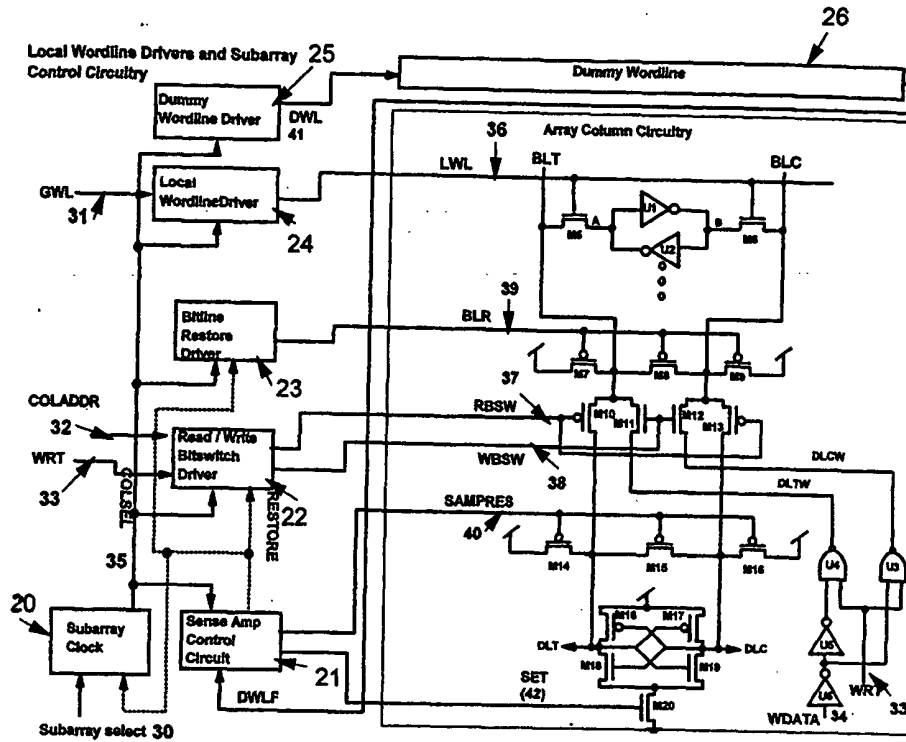 26
Local Wordline Drivers and Subarray
Control Circuitry
25
Dummy Wordline
Dummy
Wordline Driver
DWL
41
36
Array Column Circuitry
BLT
BLC
LWL
GWL
31
Local
WordlineDriver
24
M5
A
U1
B
M6
U2
39
BLR
Bitline
Restore
Driver
23
M7
M8
M9
37
COLADDR
RBSW
M10
M11
M12
M13
32
Read / Write
Bitswitch
Driver
WRT
WBSW
33
38
DLCW
22
DLTW
COLSEL
RESTORE
SAMPRES
40
35
M14
M15
M16
U4
U3
20
Subarray
Clock
Sense Amp
Control
Circuit
21
M16
M17
DLT
DLC
M18
M19
U5
SET
(42)
DWLF
M20
U6
WRT
33
Subarray select 30
WDATA
34